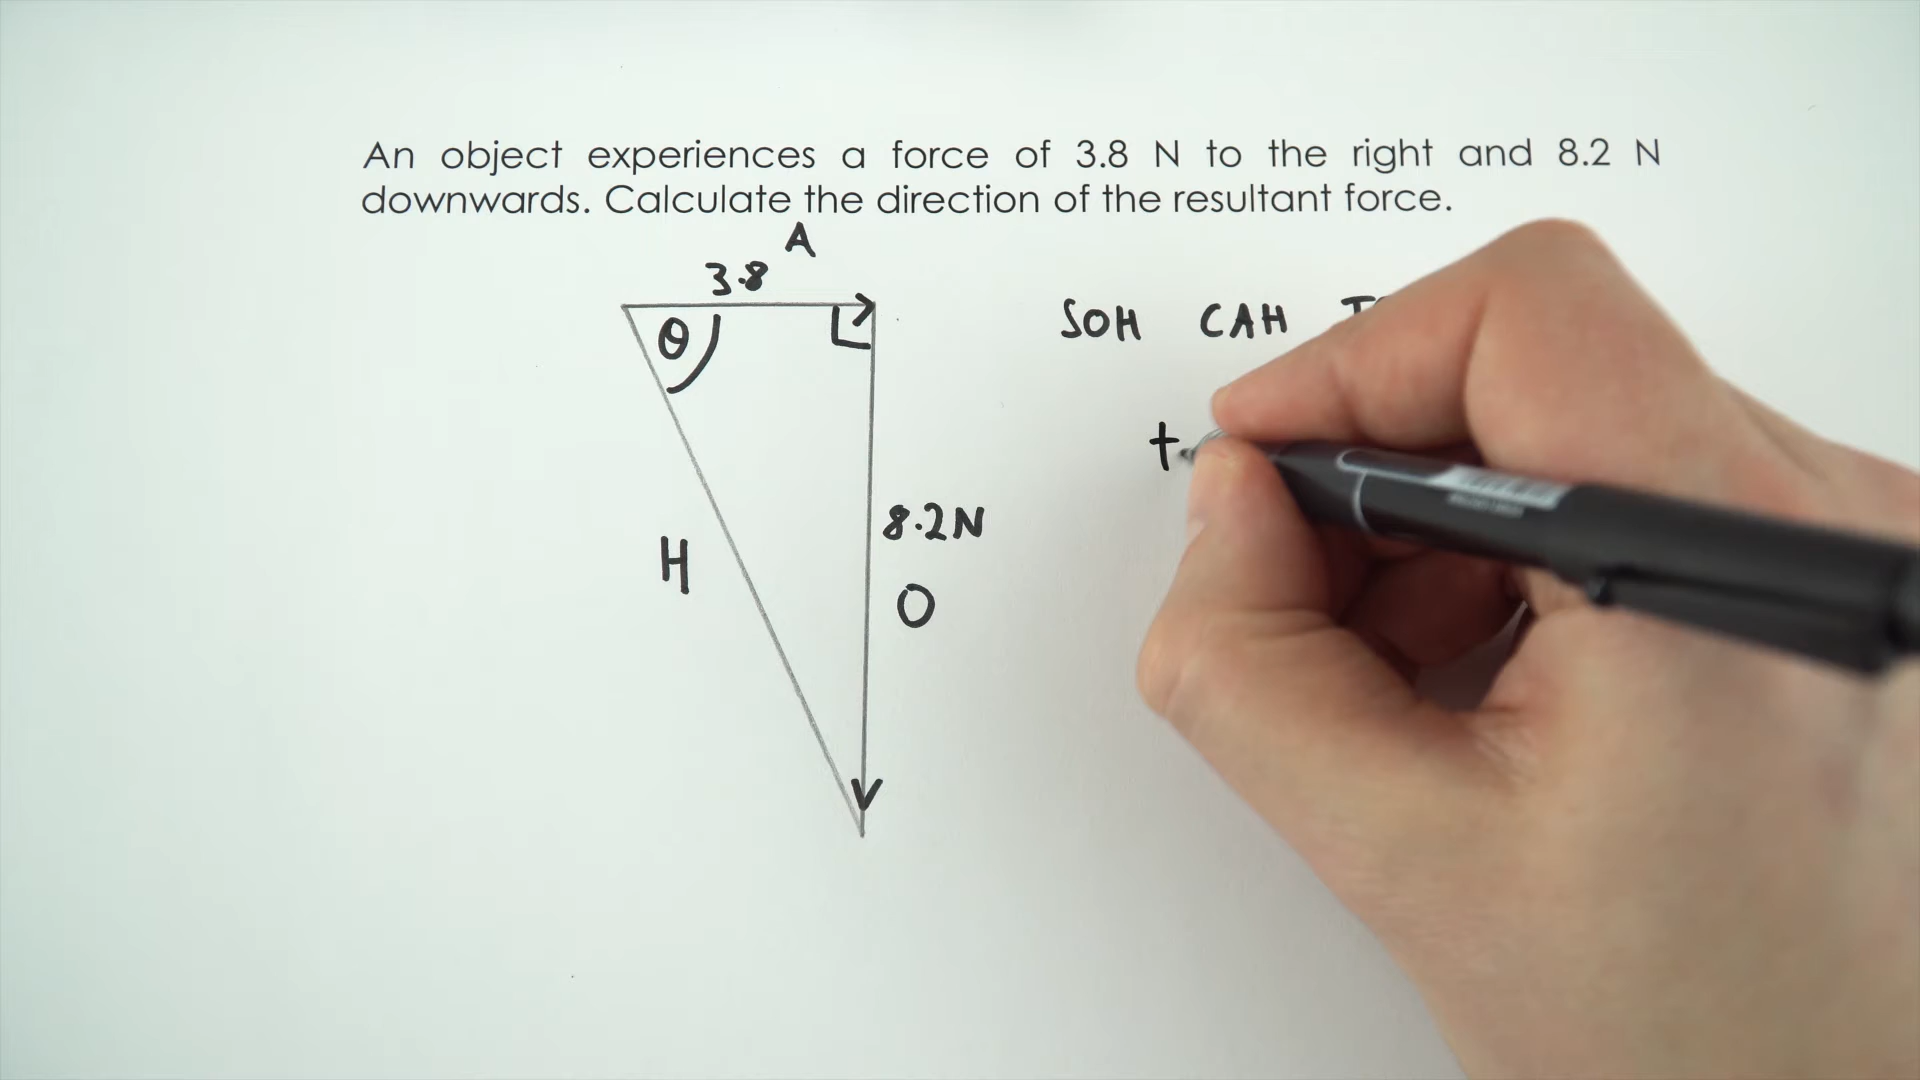 An object experiences a force of 3.8 N to the right and 8.2 N
downwards. Calculate the direction of the resultant force.
A
3.8
SOH CAH
θ
t
8.2N
H
O